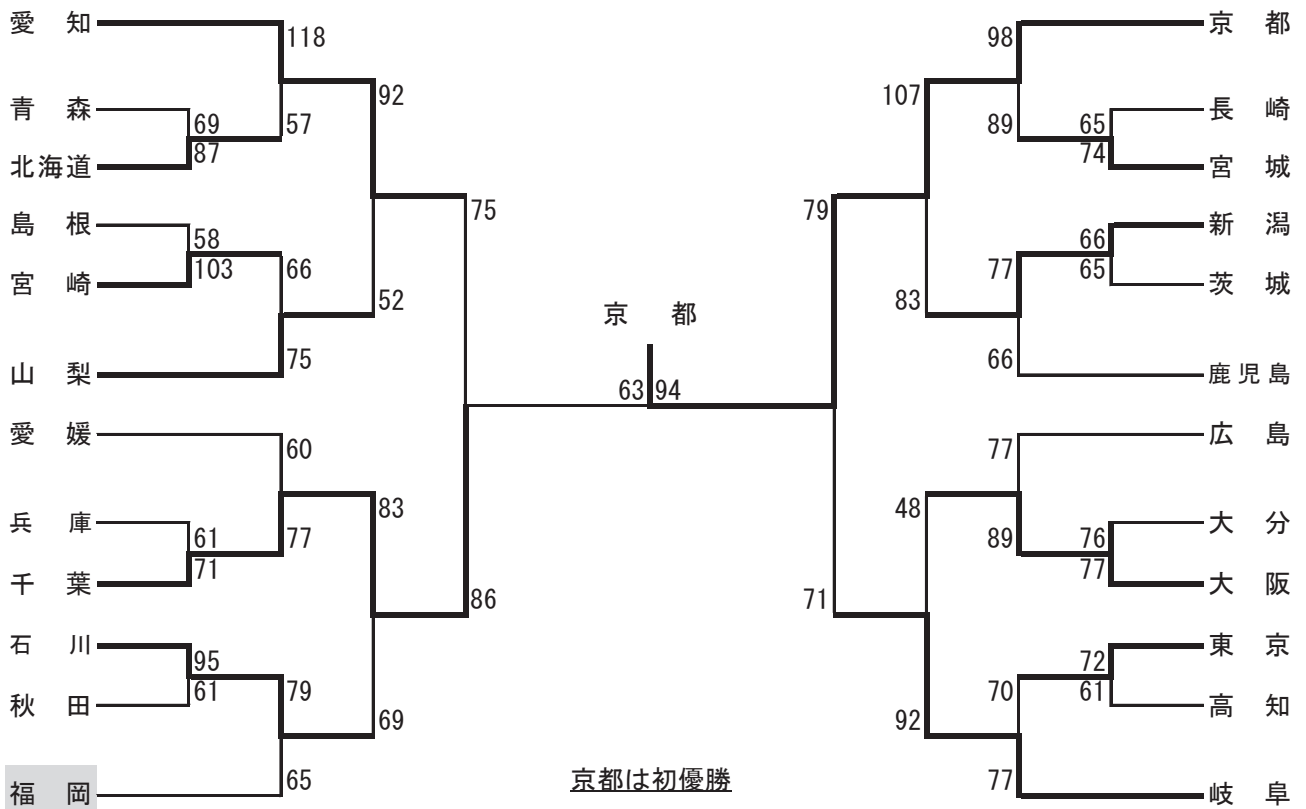 愛知
118
92
青森
69
57
87
北海道
75
島根
58
103
66
宮崎
52
75
山梨
愛媛
60
83
兵庫
61
77
71
千葉
86
石川
95
79
61
秋田
69
65
福岡
京都
63 94
京都は初優勝
京都
98
107
長崎
65
89
74
宮城
79
新潟
66
77
65
茨城
83
66
鹿児島
広島
77
48
大分
76
89
77
大阪
71
東京
72
70
61
高知
92
77
岐阜